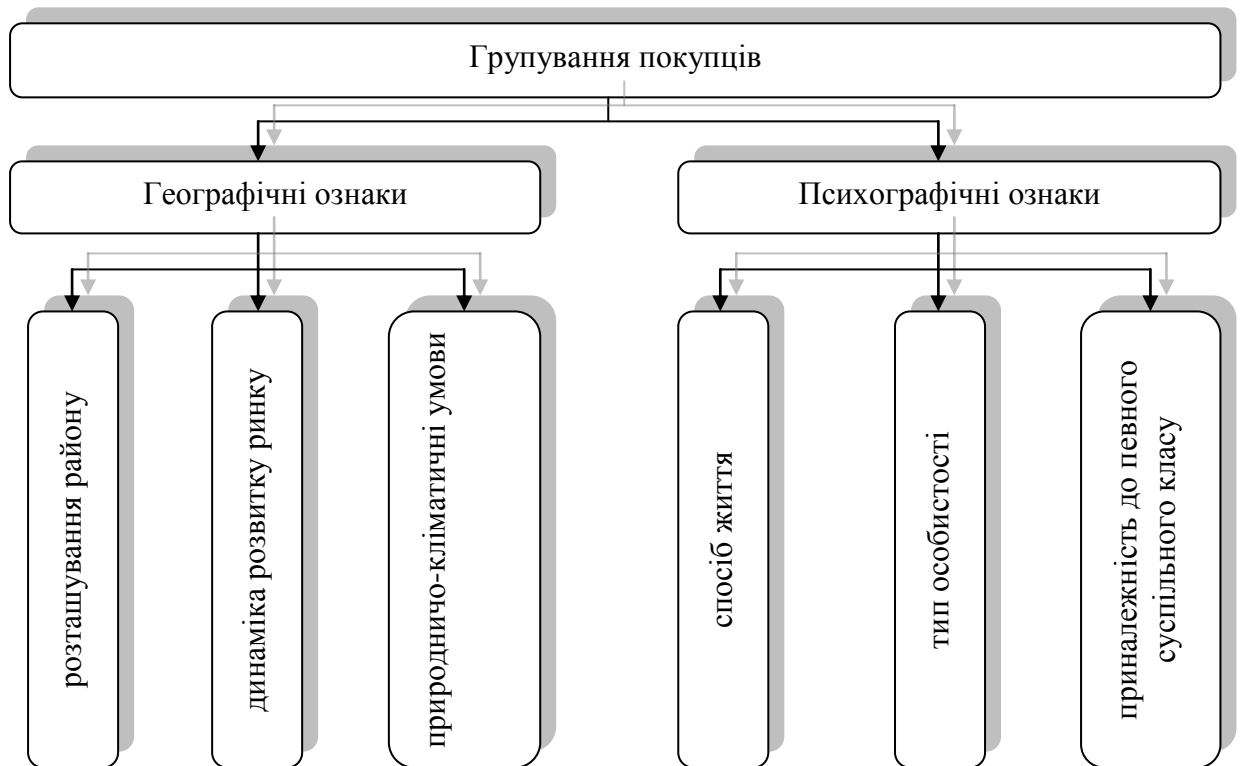 Групування покупців
Географічні ознаки
Психографічні ознаки
розташування району
динаміка розвитку ринку
природничо-кліматичні умови
спосіб життя
тип особистості
приналежність до певного
суспільного класу